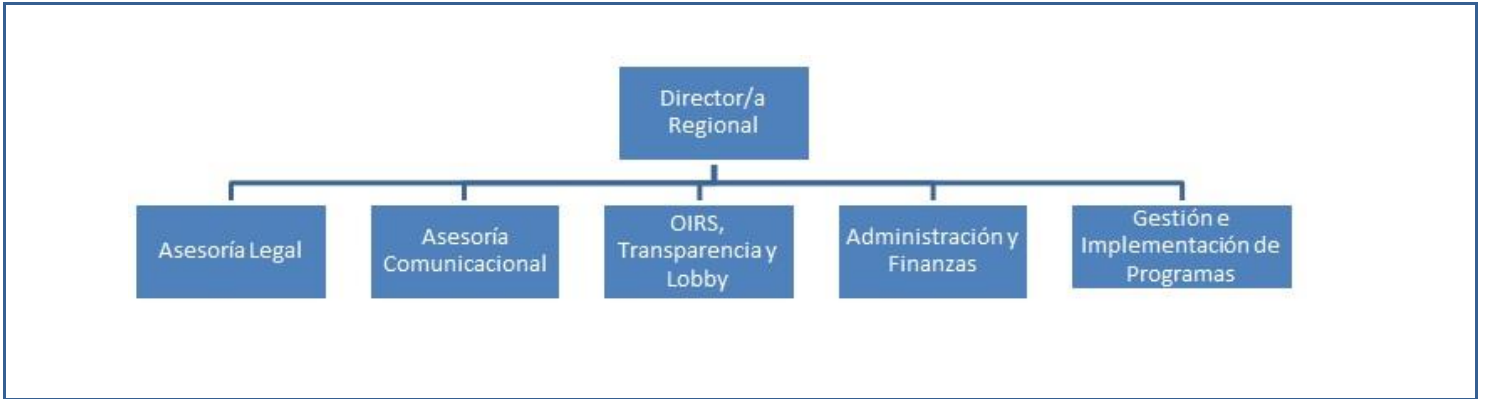 Director/a
Regional
Asesoría Legal
Asesoría
Comunicacional
OIRS,
Transparencia y
Lobby
Administración y
Finanzas
Gestión e
Implementación de
Programas